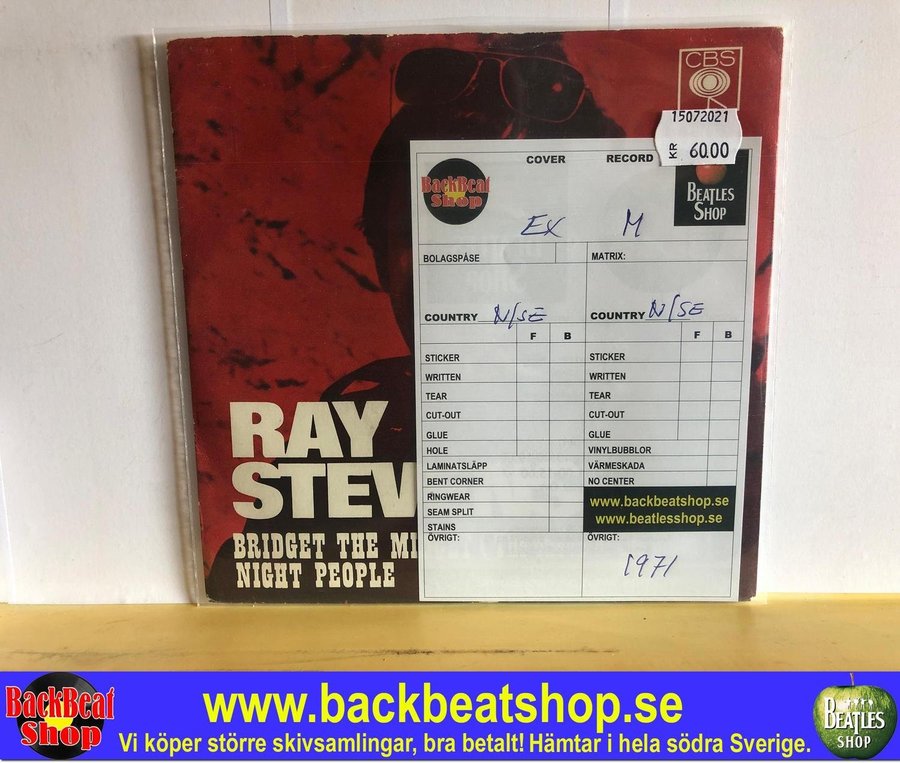 CBS
15072021
KR 60.00
COVER RECORD
BackBeat
Shop
BEATLES
SHOP
EX M
BOLAGSPÅSE MATRIX:
COUNTRY N/SE COUNTRY N/SE
F B F B
STICKER STICKER
WRITTEN WRITTEN
TEAR TEAR
CUT-OUT CUT-OUT
GLUE GLUE
HOLE VINYLBUBBLOR
LAMINATSLÄPP VÄRMESKADA
BENT CORNER NO CENTER
RINGWEAR
SEAM SPLIT
STAINS
www.backbeatshop.se
www.beatlesshop.se
ÖVRIGT: ÖVRIGT:
1971
RAY
STEV
BRIDGET THE MI
NIGHT PEOPLE
BackBeat
Shop
www.backbeatshop.se
Vi köper större skivsamlingar, bra betalt! Hämtar i hela södra Sverige.
BEATLES
SHOP